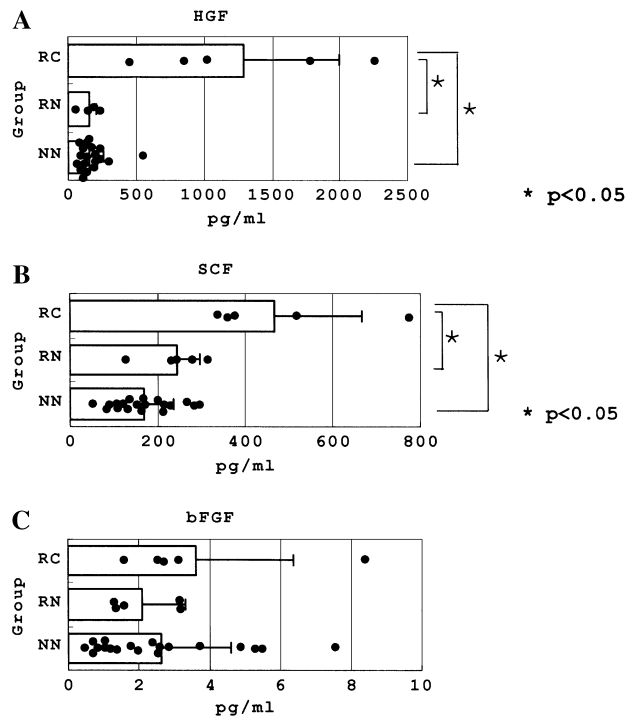 A
HGF
RC
RN
NN
Group
0 500 1000 1500 2000 2500
pg/ml
*
*
* p<0.05
B
SCF
RC
RN
NN
Group
0 200 400 600 800
pg/ml
*
*
* p<0.05
C
bFGF
RC
RN
NN
Group
0 2 4 6 8 10
pg/ml